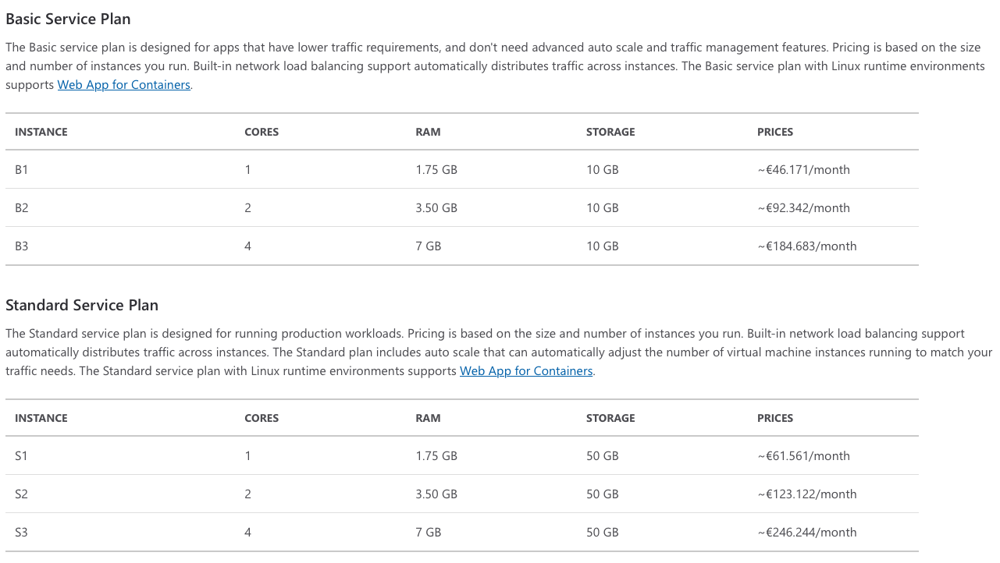 Basic Service Plan
The Basic service plan is designed for apps that have lower traffic requirements, and don't need advanced auto scale and traffic management features. Pricing is based on the size
and number of instances you run. Built-in network load balancing support automatically distributes traffic across instances. The Basic service plan with Linux runtime environments
supports Web App for Containers.
INSTANCE CORES RAM STORAGE PRICES
B1 1 1.75 GB 10 GB ~€46.171/month
B2 2 3.50 GB 10 GB ~€92.342/month
B3 4 7 GB 10 GB ~€184.683/month
Standard Service Plan
The Standard service plan is designed for running production workloads. Pricing is based on the size and number of instances you run. Built-in network load balancing support
automatically distributes traffic across instances. The Standard plan includes auto scale that can automatically adjust the number of virtual machine instances running to match your
traffic needs. The Standard service plan with Linux runtime environments supports Web App for Containers.
INSTANCE CORES RAM STORAGE PRICES
S1 1 1.75 GB 50 GB ~€61.561/month
S2 2 3.50 GB 50 GB ~€123.122/month
S3 4 7 GB 50 GB ~€246.244/month